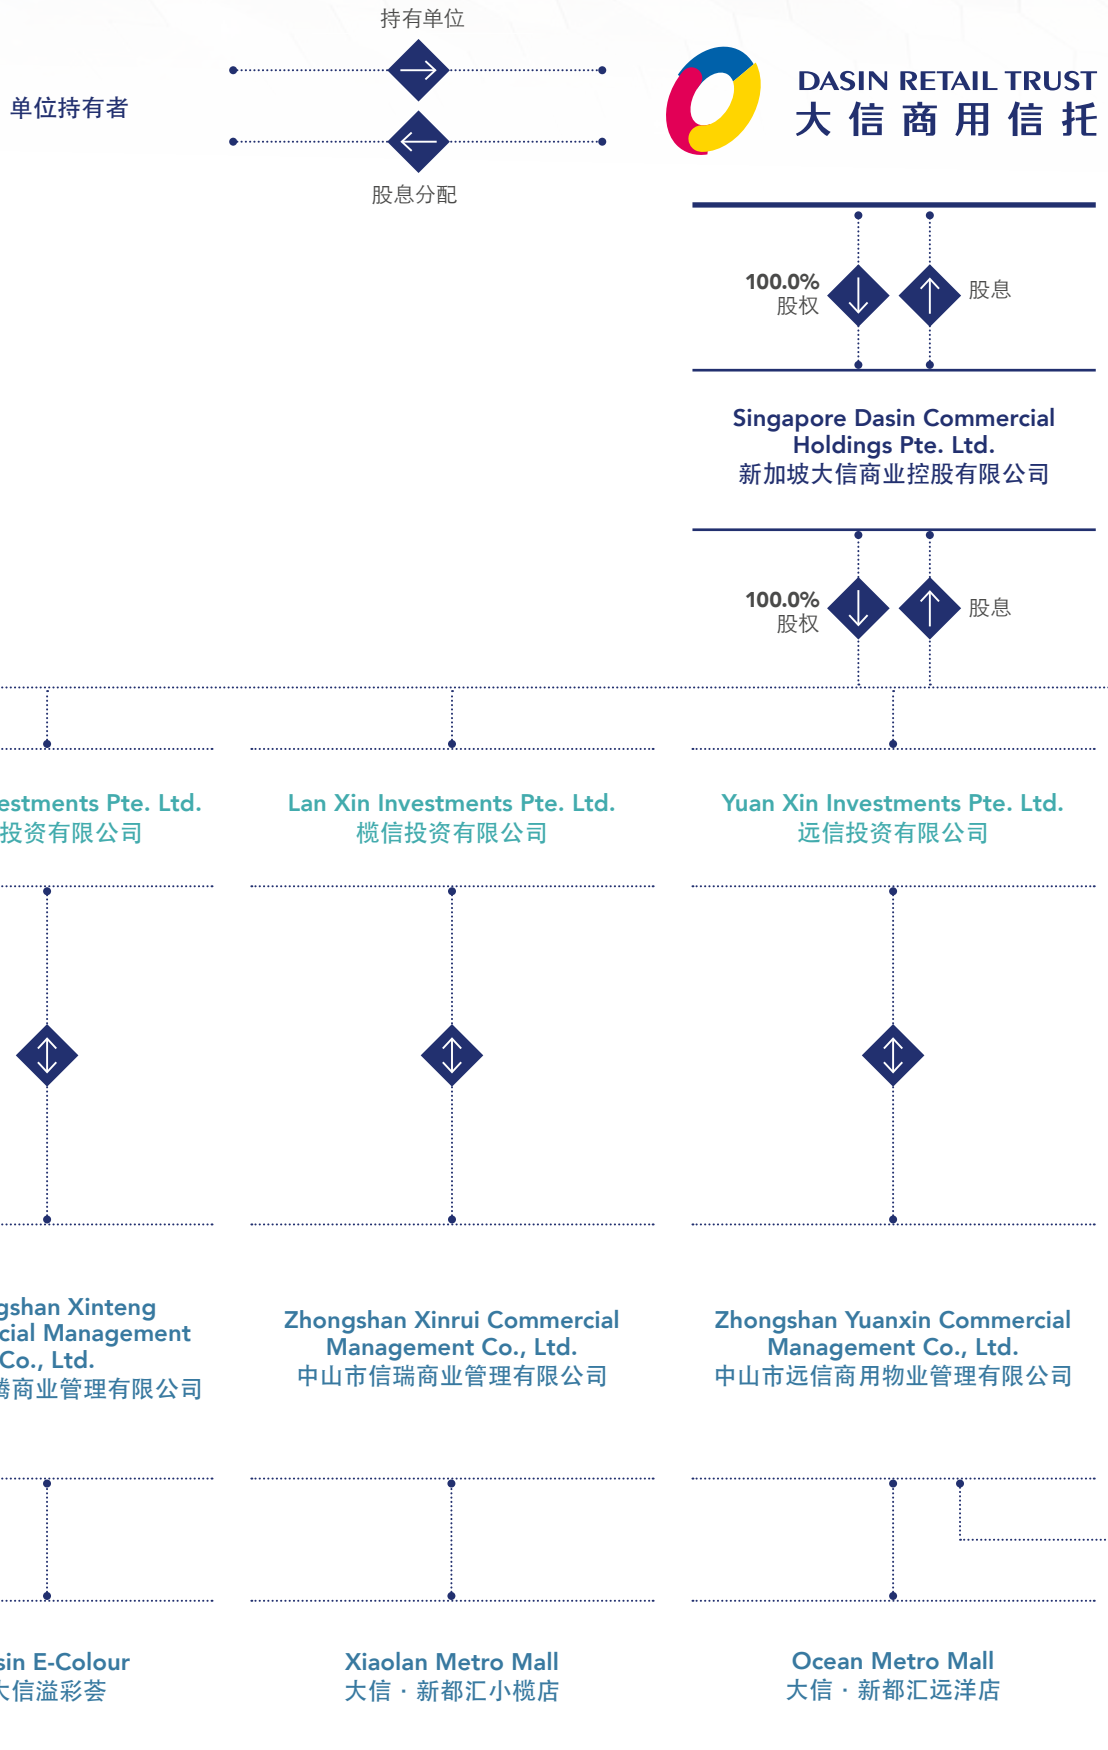 持有单位
单位持有者
DASIN RETAIL TRUST
大信商用信托
股息分配
100.0%
股权
股息
Singapore Dasin Commercial
Holdings Pte. Ltd.
新加坡大信商业控股有限公司
100.0%
股权
股息
estments Pte. Ltd.
投资有限公司
Lan Xin Investments Pte. Ltd.
榄信投资有限公司
Yuan Xin Investments Pte. Ltd.
远信投资有限公司
gshan Xinteng
cial Management
Co., Ltd.
腾商业管理有限公司
Zhongshan Xinrui Commercial
Management Co., Ltd.
中山市信瑞商业管理有限公司
Zhongshan Yuanxin Commercial
Management Co., Ltd.
中山市远信商用物业管理有限公司
sin E-Colour
大信溢彩荟
Xiaolan Metro Mall
大信 · 新都汇小榄店
Ocean Metro Mall
大信 · 新都汇远洋店